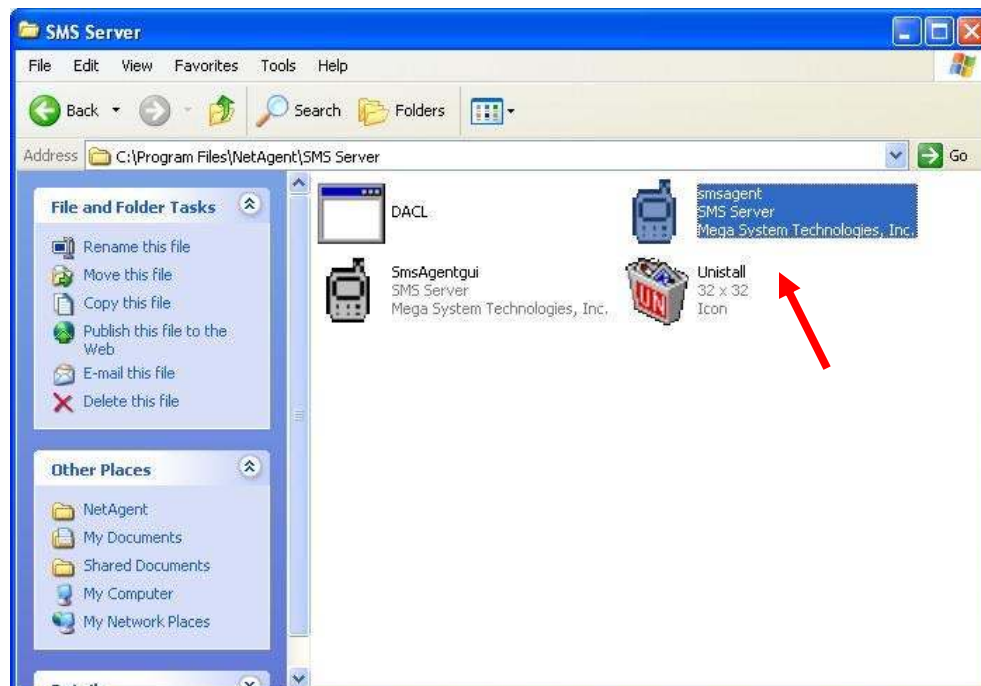 SMS Server
File Edit View Favorites Tools Help
Back Search Folders
Address C:\Program Files\NetAgent\SMS Server Go
File and Folder Tasks
Rename this file
Move this file
Copy this file
Publish this file to the
Web
E-mail this file
Delete this file
Other Places
NetAgent
My Documents
Shared Documents
My Computer
My Network Places
DACL
smsagent
SMS Server
Mega System Technologies, Inc.
SmsAgentgui
SMS Server
Mega System Technologies, Inc.
UN
Unistall
32 x 32
Icon